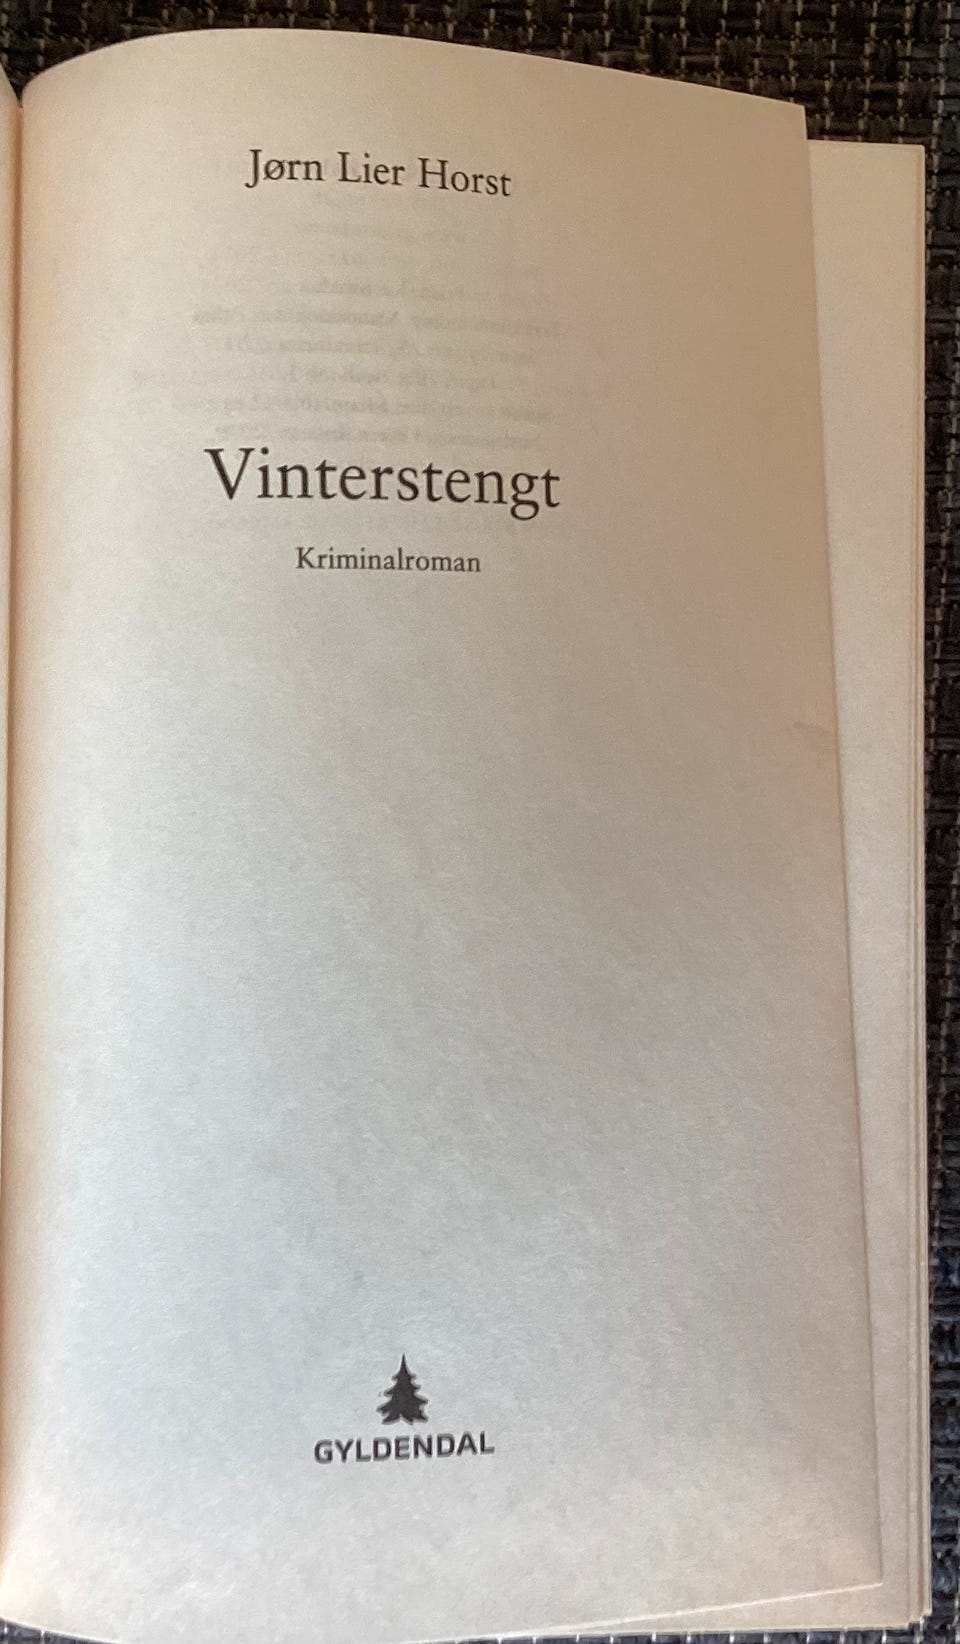 Jørn Lier Horst
Vinterstengt
Kriminalroman
GYLDENDAL